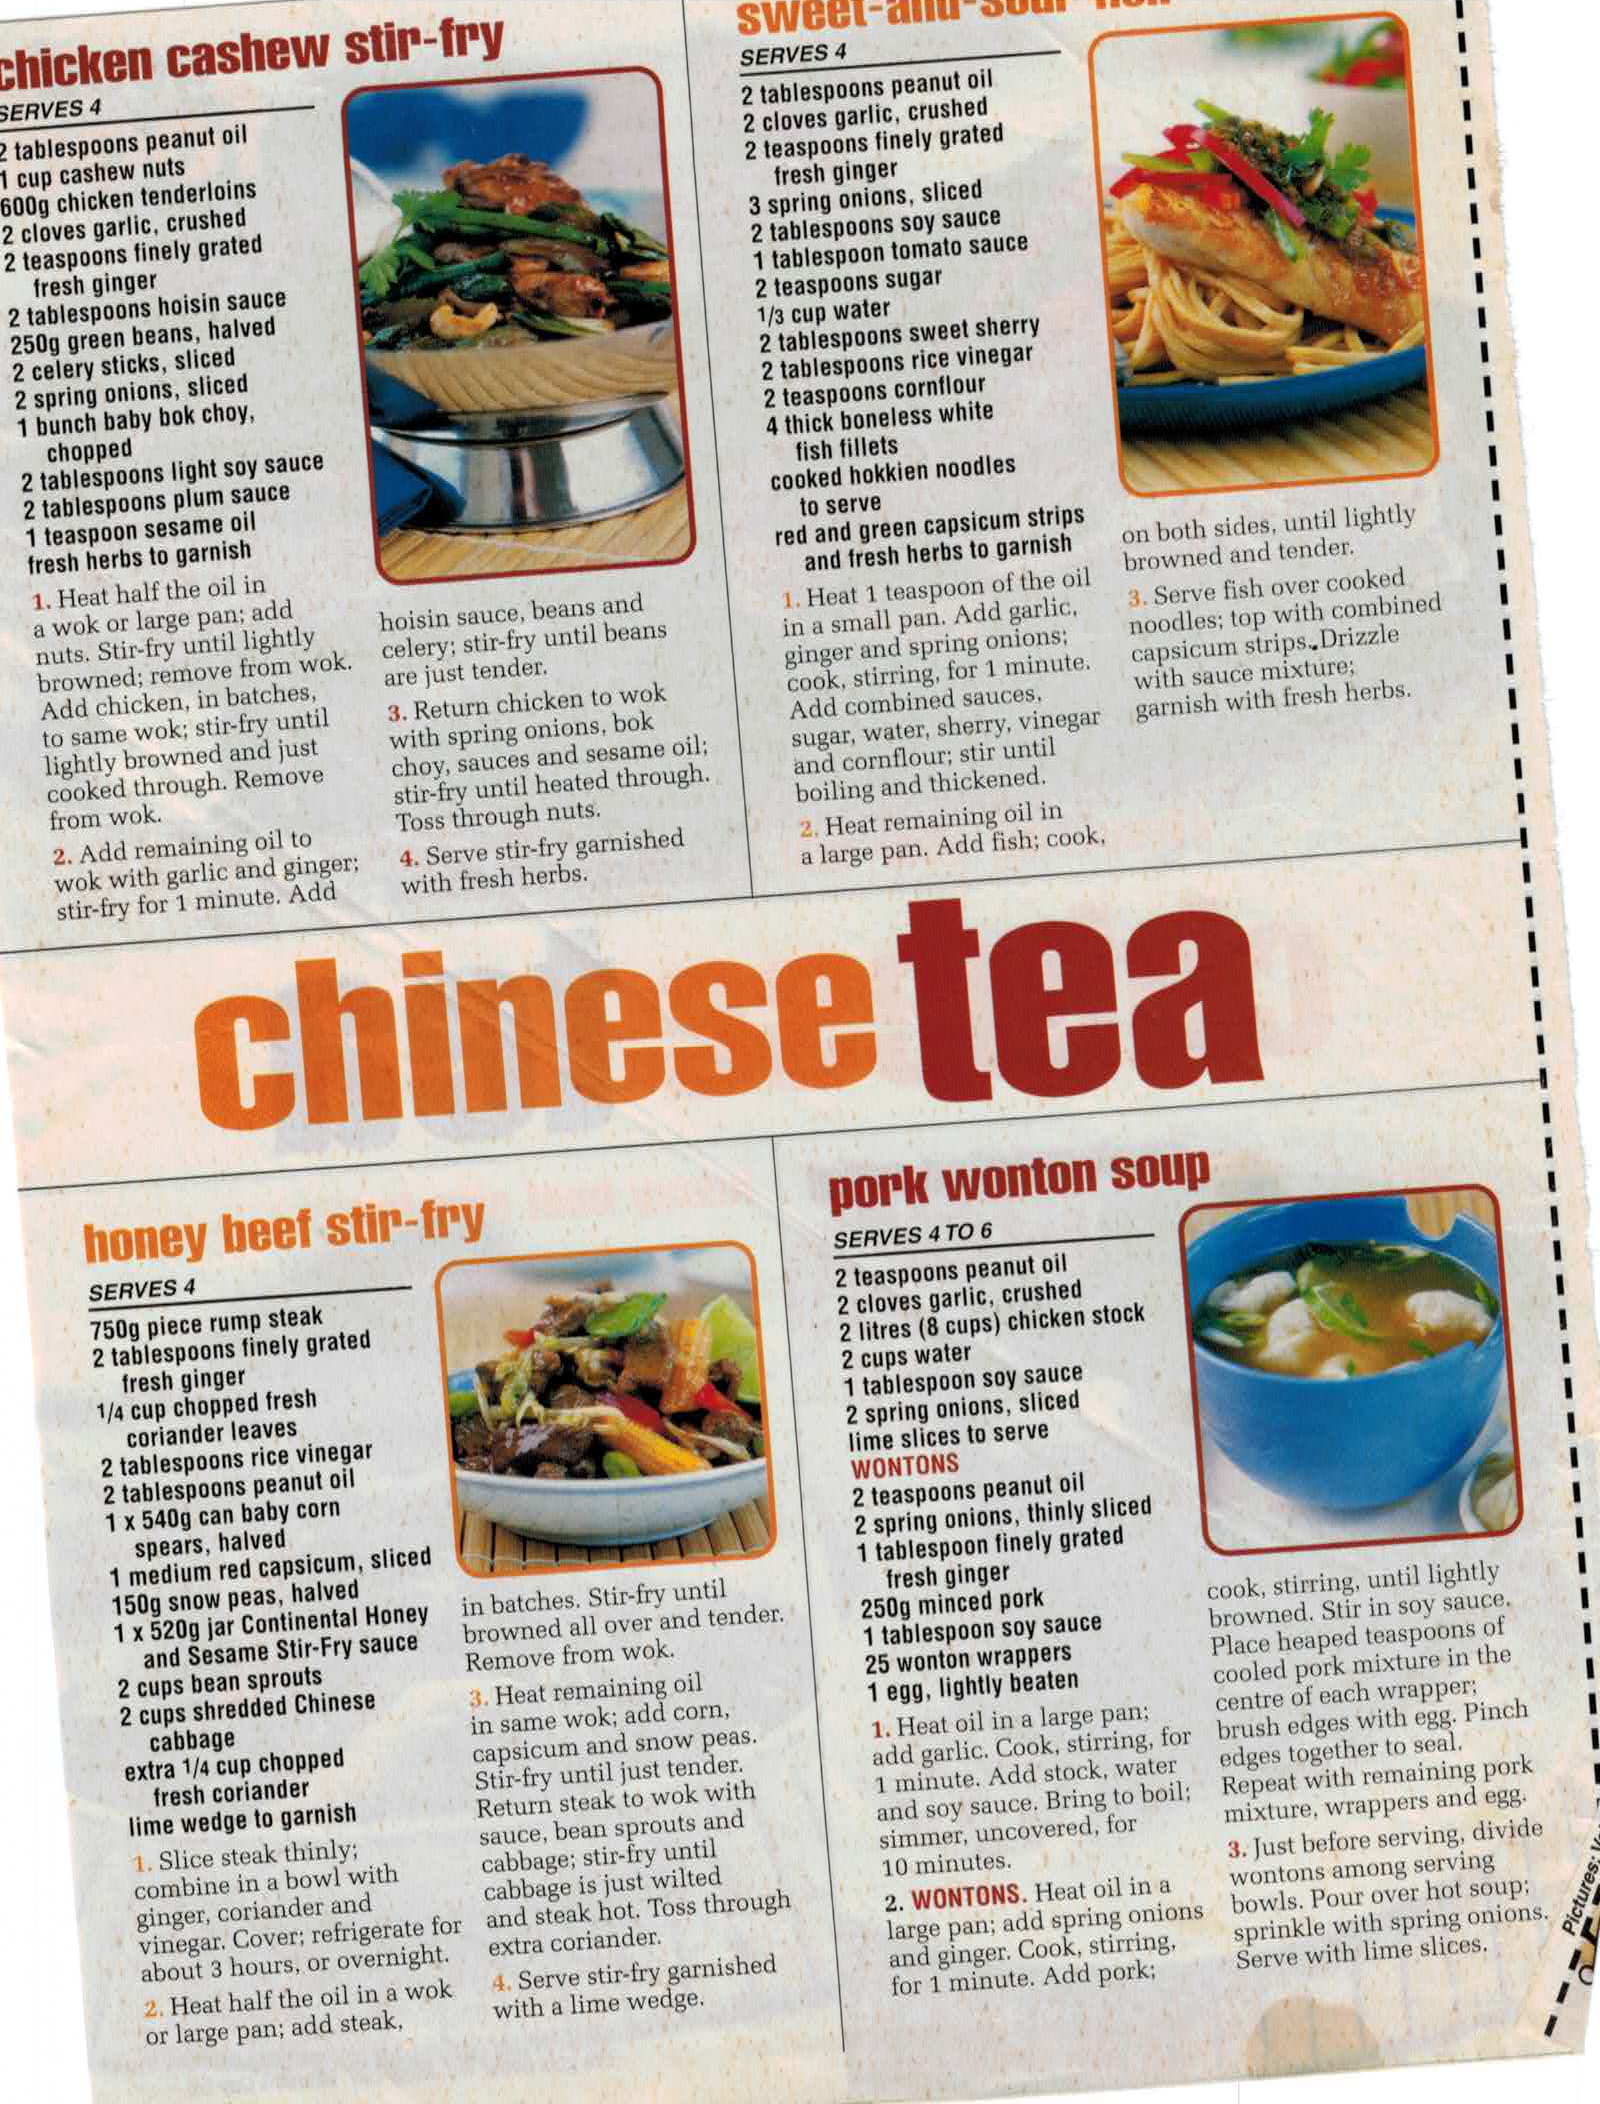 chicken cashew stir-fry
SERVES 4
2 tablespoons peanut oil
1 cup cashew nuts
600g chicken tenderloins
2 cloves garlic, crushed
2 teaspoons finely grated
fresh ginger
2 tablespoons hoisin sauce
250g green beans, halved
2 celery sticks, sliced
2 spring onions, sliced
1 bunch baby bok choy,
chopped
2 tablespoons light soy sauce
2 tablespoons plum sauce
1 teaspoon sesame oil
fresh herbs to garnish
1. Heat half the oil in
a wok or large pan; add
nuts. Stir-fry until lightly
browned; remove from wok.
Add chicken, in batches,
to same wok; stir-fry until
lightly browned and just
cooked through. Remove
from wok.
2. Add remaining oil to
wok with garlic and ginger;
stir-fry for 1 minute. Add
hoisin sauce, beans and
celery; stir-fry until beans
are just tender.
3. Return chicken to wok
with spring onions, bok
choy, sauces and sesame oil;
stir-fry until heated through.
Toss through nuts.
4. Serve stir-fry garnished
with fresh herbs.
sweet-and-sour fish
SERVES 4
2 tablespoons peanut oil
2 cloves garlic, crushed
2 teaspoons finely grated
fresh ginger
3 spring onions, sliced
2 tablespoons soy sauce
1 tablespoon tomato sauce
2 teaspoons sugar
1/3 cup water
2 tablespoons sweet sherry
2 tablespoons rice vinegar
2 teaspoons cornflour
4 thick boneless white
fish fillets
cooked hokkien noodles
to serve
red and green capsicum strips
and fresh herbs to garnish
1. Heat 1 teaspoon of the oil
in a small pan. Add garlic,
ginger and spring onions;
cook, stirring, for 1 minute.
Add combined sauces,
sugar, water, sherry, vinegar
and cornflour; stir until
boiling and thickened.
2. Heat remaining oil in
a large pan. Add fish; cook,
on both sides, until lightly
browned and tender.
3. Serve fish over cooked
noodles; top with combined
capsicum strips. Drizzle
with sauce mixture;
garnish with fresh herbs.
chinese tea
honey beef stir-fry
SERVES 4
750g piece rump steak
2 tablespoons finely grated
fresh ginger
1/4 cup chopped fresh
coriander leaves
2 tablespoons rice vinegar
2 tablespoons peanut oil
1 x 540g can baby corn
spears, halved
1 medium red capsicum, sliced
150g snow peas, halved
1 x 520g jar Continental Honey
and Sesame Stir-Fry sauce
2 cups bean sprouts
2 cups shredded Chinese
cabbage
extra 1/4 cup chopped
fresh coriander
lime wedge to garnish
1. Slice steak thinly;
combine in a bowl with
ginger, coriander and
vinegar. Cover; refrigerate for
about 3 hours, or overnight.
2. Heat half the oil in a wok
or large pan; add steak,
in batches. Stir-fry until
browned all over and tender.
Remove from wok.
3. Heat remaining oil
in same wok; add corn,
capsicum and snow peas.
Stir-fry until just tender.
Return steak to wok with
sauce, bean sprouts and
cabbage; stir-fry until
cabbage is just wilted
and steak hot. Toss through
extra coriander.
4. Serve stir-fry garnished
with a lime wedge.
pork wonton soup
SERVES 4 TO 6
2 teaspoons peanut oil
2 cloves garlic, crushed
2 litres (8 cups) chicken stock
2 cups water
1 tablespoon soy sauce
2 spring onions, sliced
lime slices to serve
WONTONS
2 teaspoons peanut oil
2 spring onions, thinly sliced
1 tablespoon finely grated
fresh ginger
250g minced pork
1 tablespoon soy sauce
25 wonton wrappers
1 egg, lightly beaten
1. Heat oil in a large pan;
add garlic. Cook, stirring, for
1 minute. Add stock, water
and soy sauce. Bring to boil;
simmer, uncovered, for
10 minutes.
2. WONTONS. Heat oil in a
large pan; add spring onions
and ginger. Cook, stirring,
for 1 minute. Add pork;
cook, stirring, until lightly
browned. Stir in soy sauce.
Place heaped teaspoons of
cooled pork mixture in the
centre of each wrapper;
brush edges with egg. Pinch
edges together to seal.
Repeat with remaining pork
mixture, wrappers and egg.
3. Just before serving, divide
wontons among serving
bowls. Pour over hot soup;
sprinkle with spring onions.
Serve with lime slices.
Pictures: